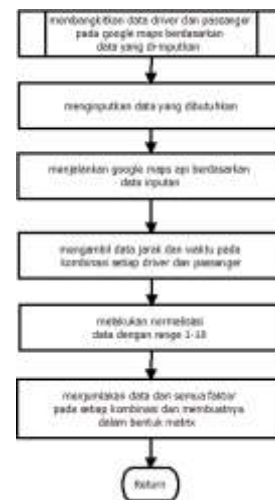 membangkitkan data driver dan passanger
pada google maps berdasarkan
data yang di-inputkan
menginputkan data yang dibutuhkan
menjalankan google maps api berdasarkan
data inputan
mengambil data jarak dan waktu pada
kombinasi setiap driver dan passanger
melakukan normalisasi
data dengan range 1-10
data dari semua faktor
pada setiap kombinasi dan membuatnya
dalam bentuk matrix
Return